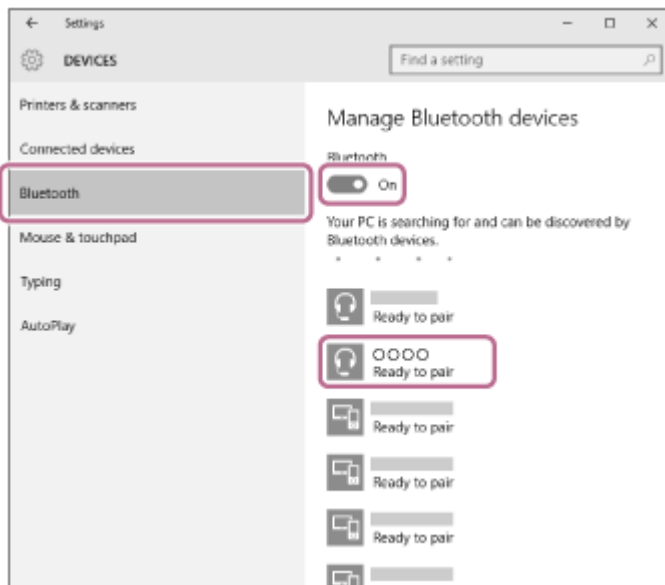 Settings
DEVICES
Find a setting
Printers & scanners
Connected devices
Bluetooth
Mouse & touchpad
Typing
AutoPlay
Manage Bluetooth devices
Bluetooth
On
Your PC is searching for and can be discovered by
Bluetooth devices.
Ready to pair
OOOO
Ready to pair
Ready to pair
Ready to pair
Ready to pair